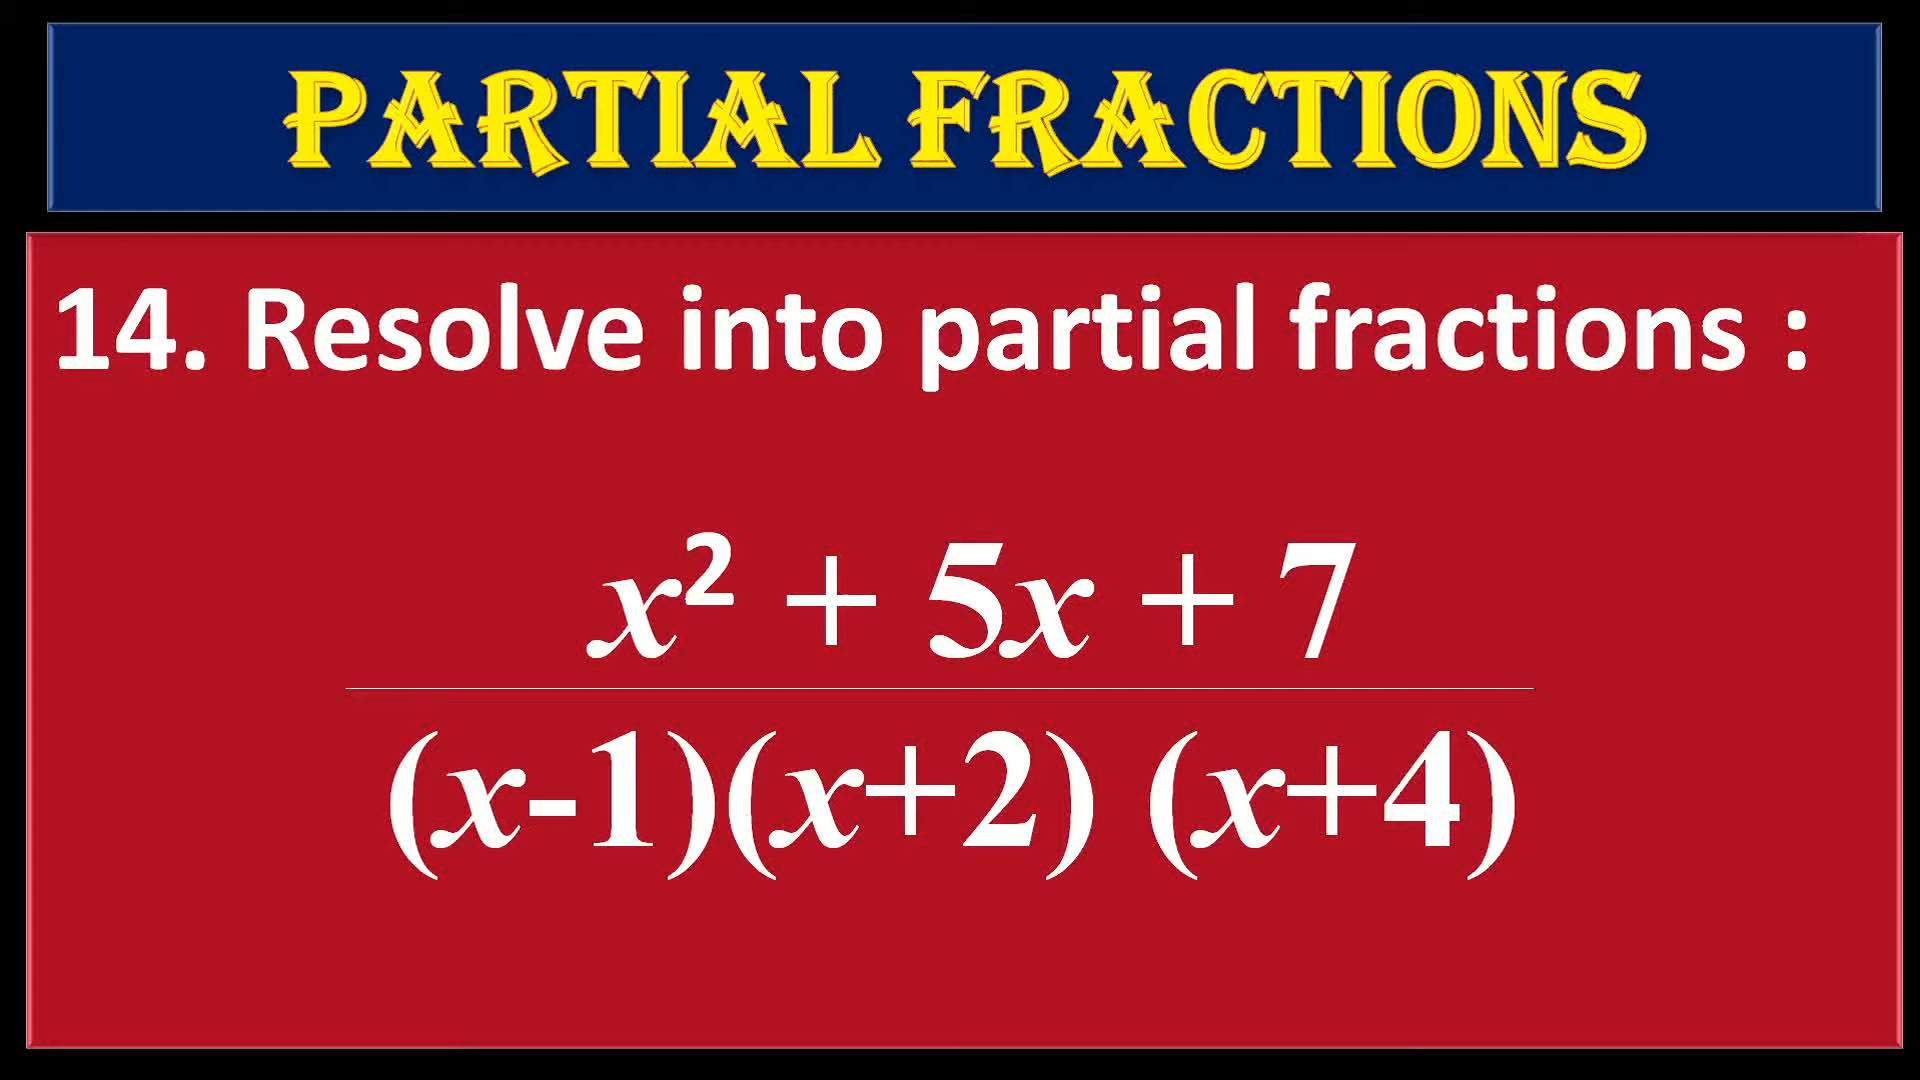 PARTIAL FRACTIONS
14. Resolve into partial fractions :
x² + 5x + 7
(x-1)(x+2) (x+4)